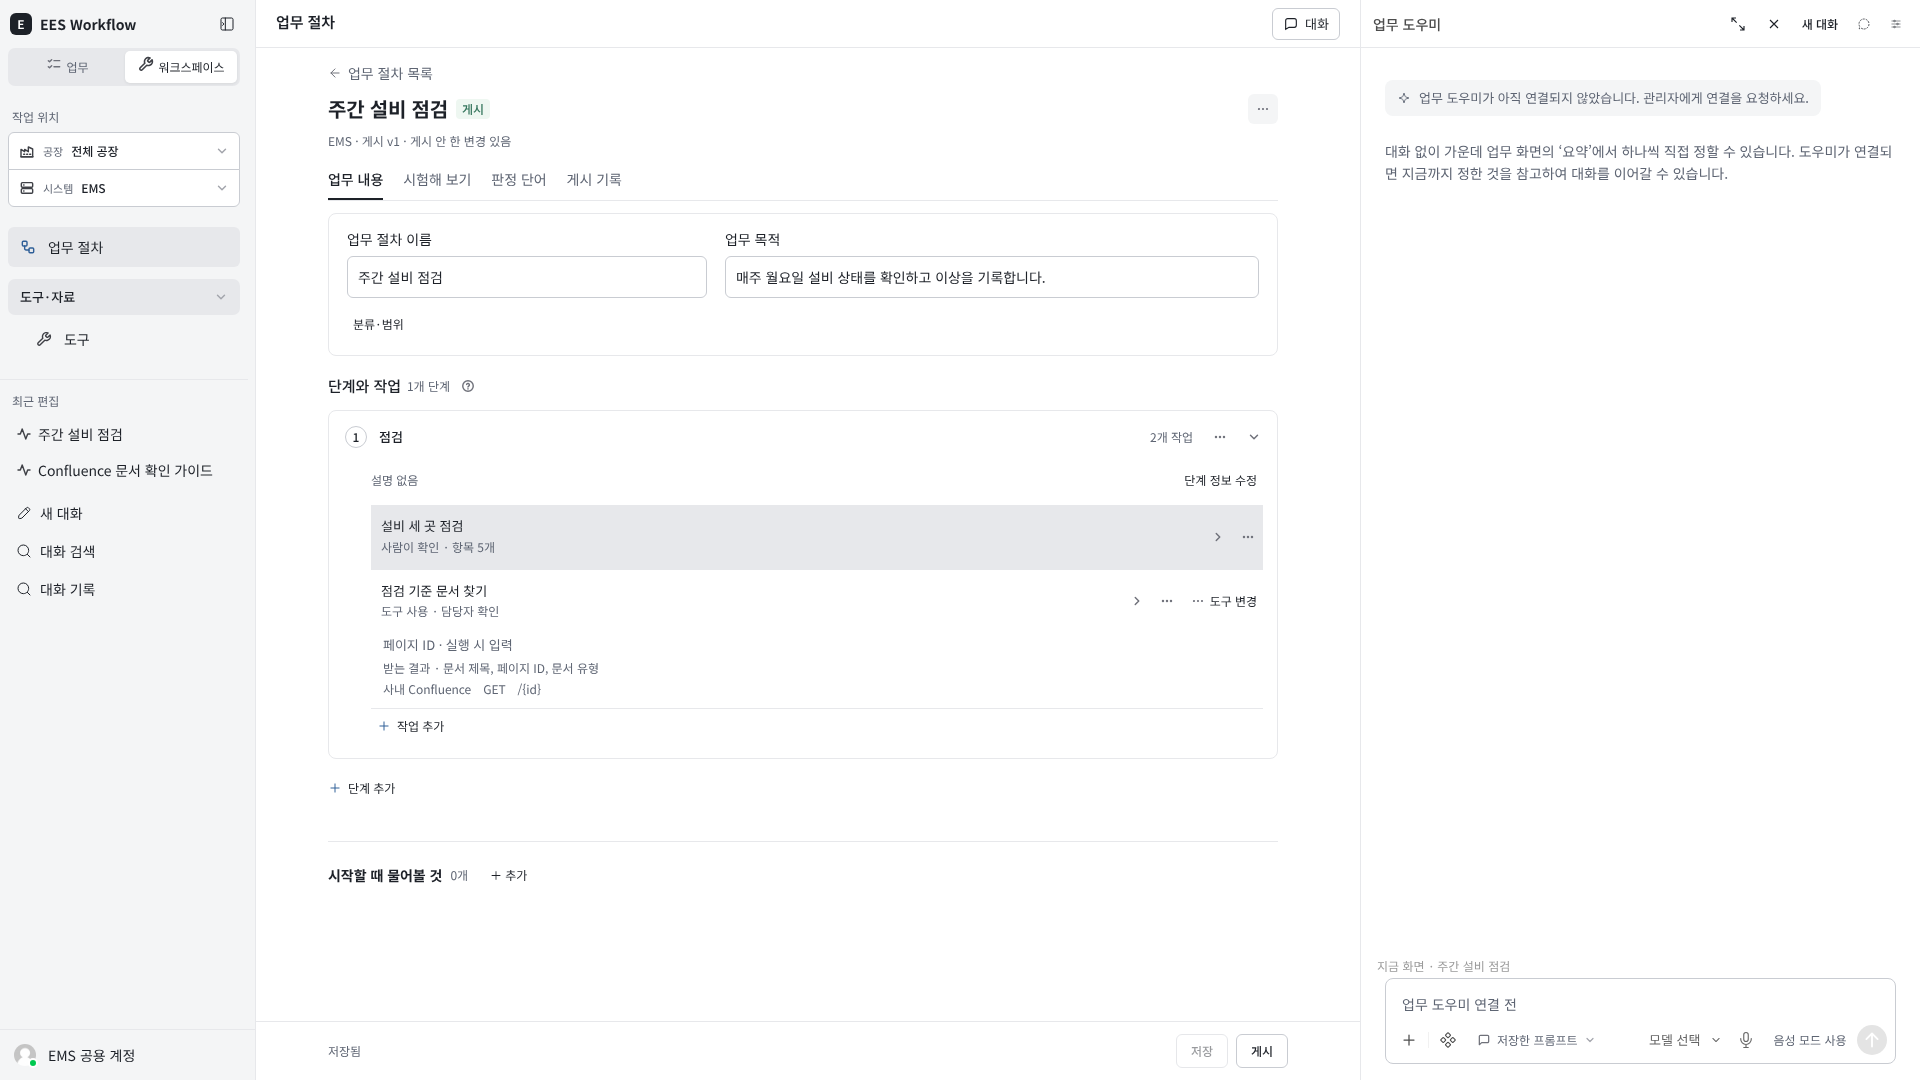 E EES Workflow
업무
워크스페이스
작업 위치
공장 전체 공장
시스템 EMS
업무 절차
도구·자료
도구
최근 편집
주간 설비 점검
Confluence 문서 확인 가이드
새 대화
대화 검색
대화 기록
EMS 공용 계정
업무 절차
대화
업무 절차 목록
주간 설비 점검 게시
EMS · 게시 v1 · 게시 안 한 변경 있음
업무 내용 시험해 보기 판정 단어 게시 기록
업무 절차 이름
주간 설비 점검
업무 목적
매주 월요일 설비 상태를 확인하고 이상을 기록합니다.
분류·범위
단계와 작업 1개 단계
1 점검 2개 작업
설명 없음 단계 정보 수정
설비 세 곳 점검
사람이 확인 · 항목 5개
점검 기준 문서 찾기
도구 사용 · 담당자 확인
도구 변경
페이지 ID · 실행 시 입력
받는 결과 · 문서 제목, 페이지 ID, 문서 유형
사내 Confluence GET /{id}
작업 추가
단계 추가
시작할 때 물어볼 것 0개 추가
저장됨 저장 게시
업무 도우미 새 대화
업무 도우미가 아직 연결되지 않았습니다. 관리자에게 연결을 요청하세요.
대화 없이 가운데 업무 화면의 ‘요약’에서 하나씩 직접 정할 수 있습니다. 도우미가 연결되
면 지금까지 정한 것을 참고하여 대화를 이어갈 수 있습니다.
지금 화면 · 주간 설비 점검
업무 도우미 연결 전
저장한 프롬프트 모델 선택 음성 모드 사용